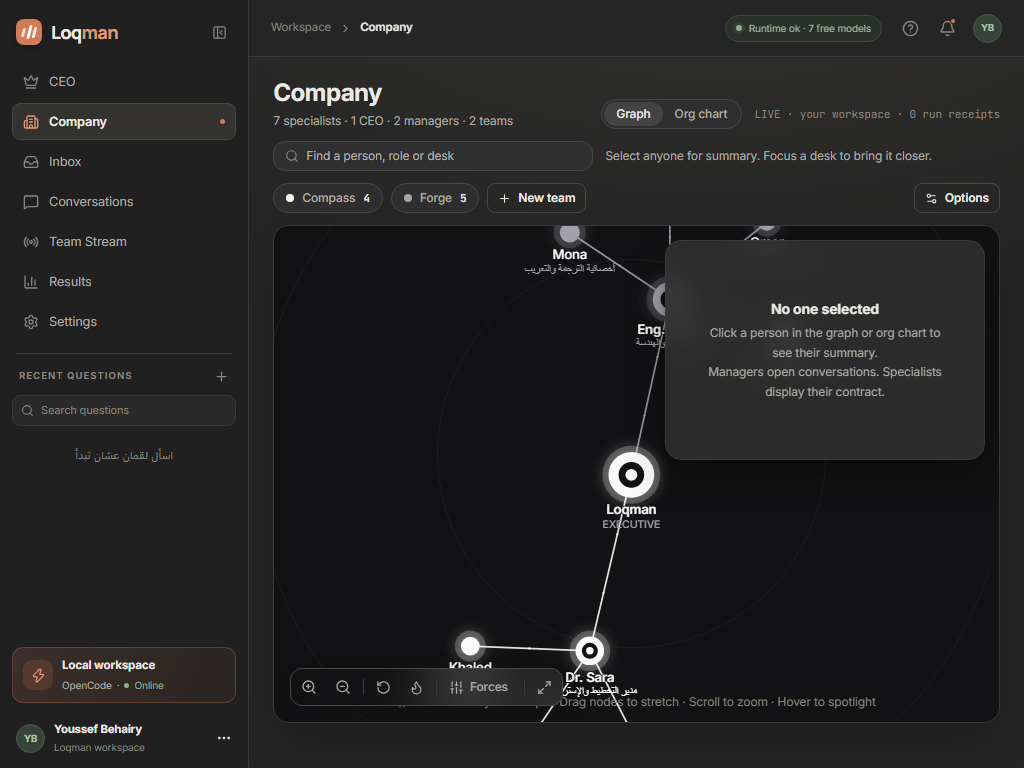 Loqman
CEO
Company
Inbox
Conversations
Team Stream
Results
Settings
RECENT QUESTIONS
Search questions
اسأل لقمان عشان تبدأ
Local workspace
OpenCode · Online
YB
Youssef Behairy
Loqman workspace
Workspace > Company
Runtime ok · 7 free models
YB
Company
7 specialists · 1 CEO · 2 managers · 2 teams
Graph
Org chart
LIVE · your workspace · 0 run receipts
Find a person, role or desk
Select anyone for summary. Focus a desk to bring it closer.
Compass 4
Forge 5
New team
Options
Mona
أخصائية الترجمة والتعريب
Eng.
والهندسة
No one selected
Click a person in the graph or org chart to
see their summary.
Managers open conversations. Specialists
display their contract.
Loqman
EXECUTIVE
Khaled
Dr. Sara
مدير التخطيط
Forces
Drag nodes to stretch · Scroll to zoom · Hover to spotlight